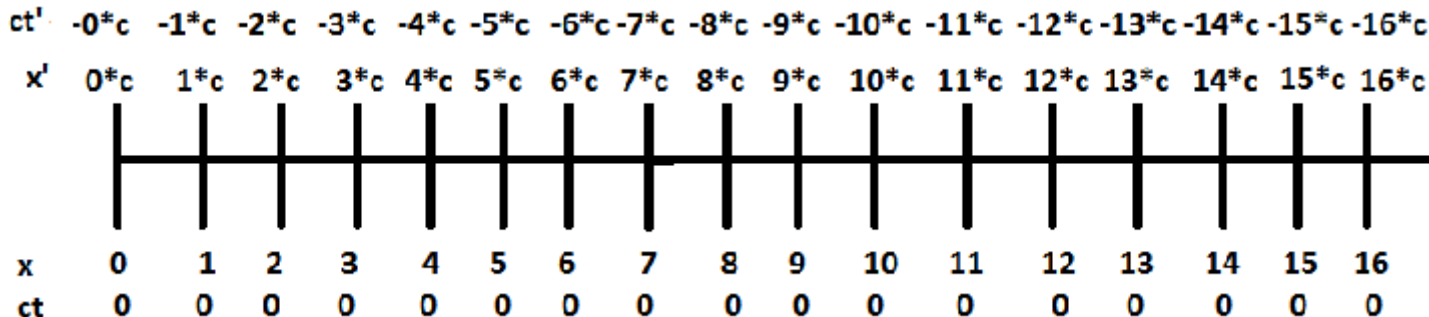 ct' -0*c -1*c -2*c -3*c -4*c -5*c -6*c -7*c -8*c -9*c -10*c -11*c -12*c -13*c -14*c -15*c -16*c
x' 0*c 1*c 2*c 3*c 4*c 5*c 6*c 7*c 8*c 9*c 10*c 11*c 12*c 13*c 14*c 15*c 16*c
x 0 1 2 3 4 5 6 7 8 9 10 11 12 13 14 15 16
ct 0 0 0 0 0 0 0 0 0 0 0 0 0 0 0 0 0